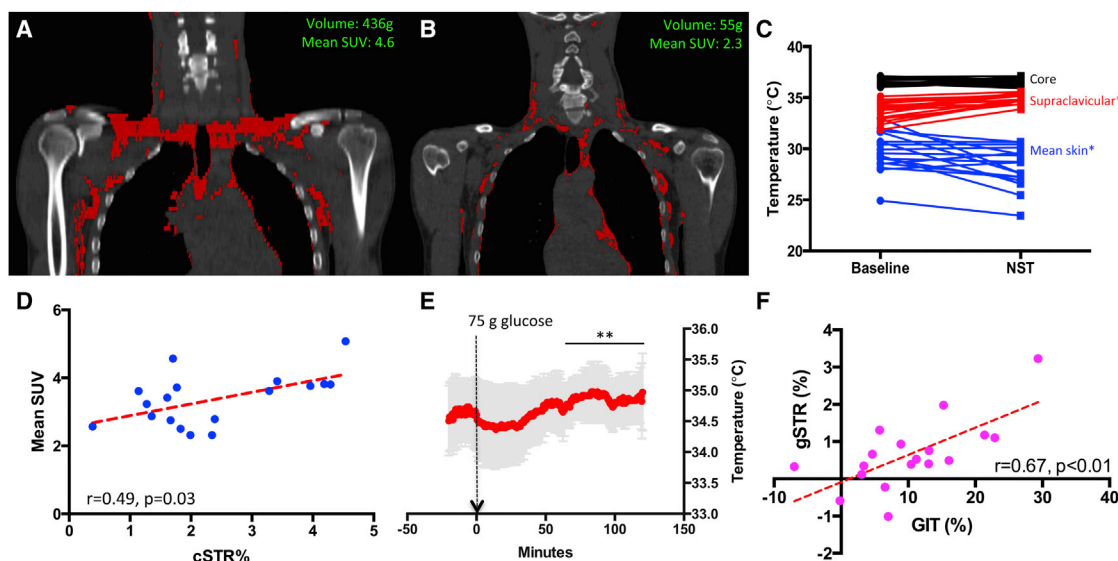 A
Volume: 436g
Mean SUV: 4.6
B
Volume: 55g
Mean SUV: 2.3
C
Temperature (°C)
40
35
30
25
20
Core
Supraclavicular*
Mean skin*
Baseline
NST
D
Mean SUV
6
4
2
0
r=0.49, p=0.03
0
1
2
3
4
5
cSTR%
E
75 g glucose
**
36.0
35.5
35.0
34.5
34.0
33.5
33.0
Temperature (°C)
-50
0
50
100
150
Minutes
F
gSTR (%)
4
3
2
1
-1
-2
r=0.67, p<0.01
-10
10
20
30
40
GIT (%)